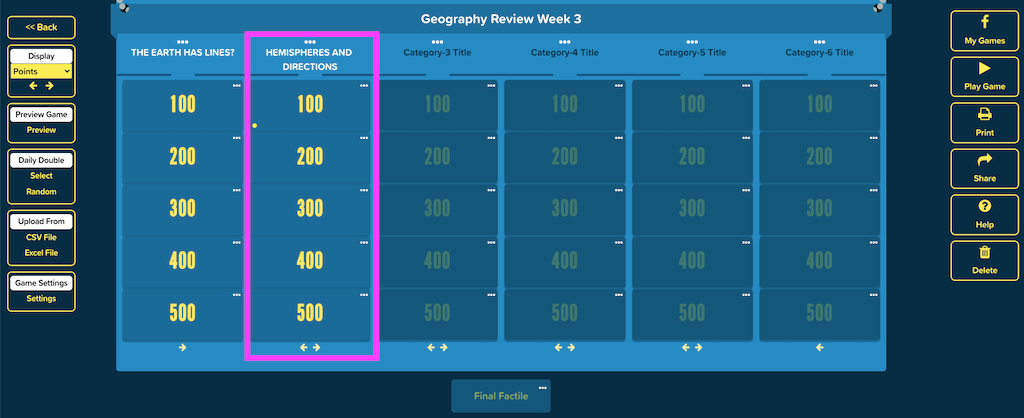 Geography Review Week 3
<< Back
Display
Points
Preview Game
Preview
Daily Double
Select
Random
Upload From
CSV File
Excel File
Game Settings
Settings
THE EARTH HAS LINES?
100
200
300
400
500
HEMISPHERES AND
DIRECTIONS
100
200
300
400
500
Category-3 Title
100
200
300
400
500
Category-4 Title
100
200
300
400
500
Category-5 Title
100
200
300
400
500
Category-6 Title
100
200
300
400
500
Final Factile
My Games
Play Game
Print
Share
Help
Delete